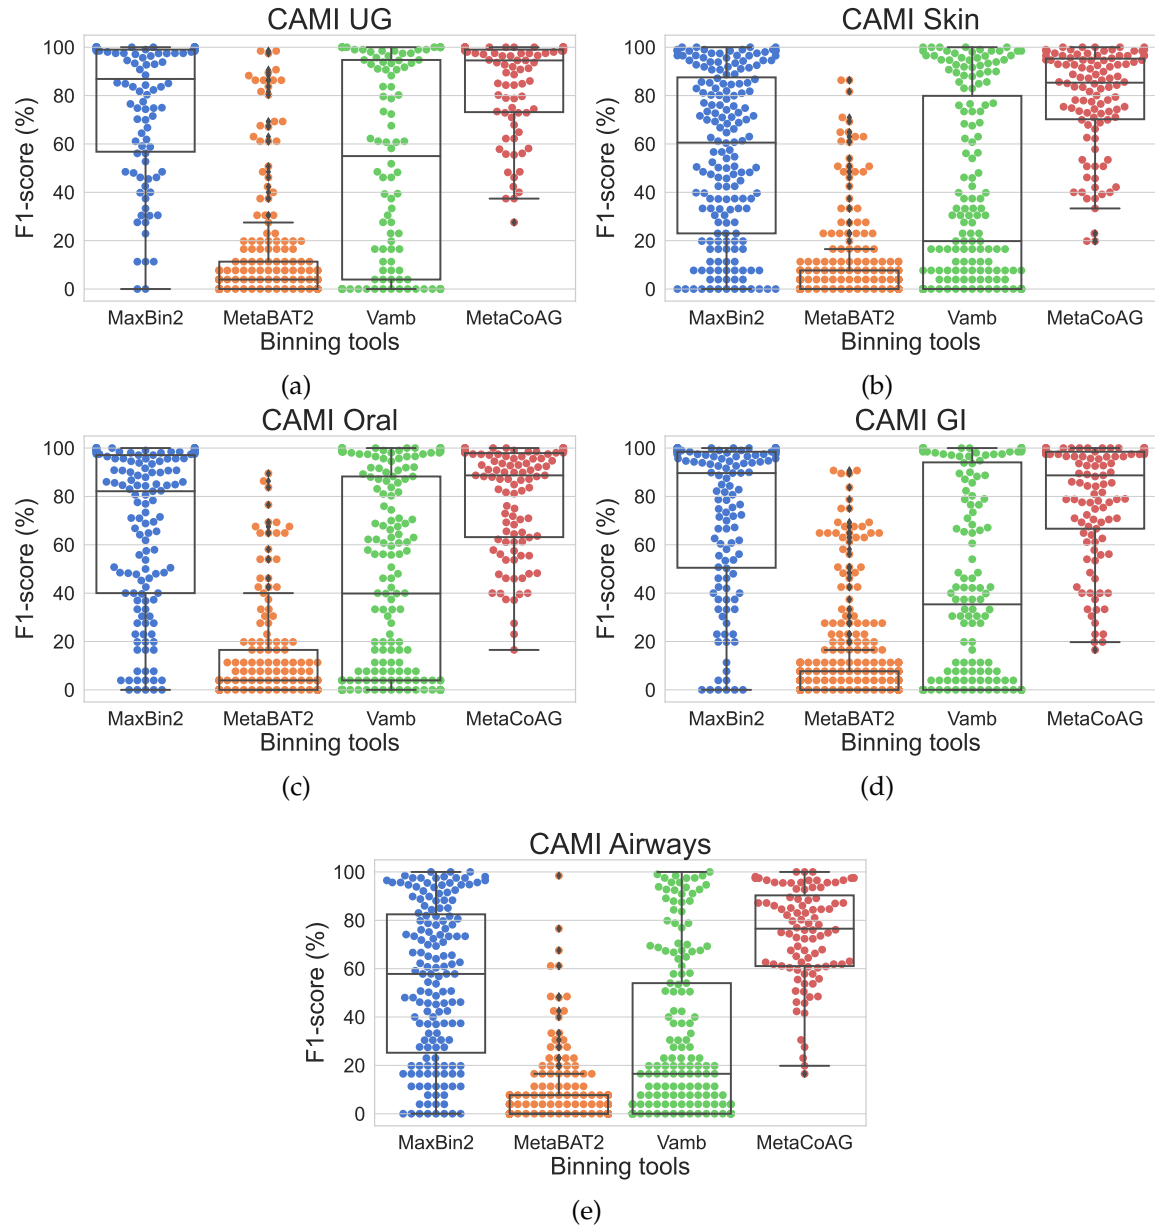 CAMI UG
F1-score (%)
100
80
60
40
20
0
MaxBin2 MetaBAT2 Vamb MetaCoAG
Binning tools
(a)
CAMI Skin
F1-score (%)
100
80
60
40
20
0
MaxBin2 MetaBAT2 Vamb MetaCoAG
Binning tools
(b)
CAMI Oral
F1-score (%)
100
80
60
40
20
0
MaxBin2 MetaBAT2 Vamb MetaCoAG
Binning tools
(c)
CAMI GI
F1-score (%)
100
80
60
40
20
0
MaxBin2 MetaBAT2 Vamb MetaCoAG
Binning tools
(d)
CAMI Airways
F1-score (%)
100
80
60
40
20
0
MaxBin2 MetaBAT2 Vamb MetaCoAG
Binning tools
(e)